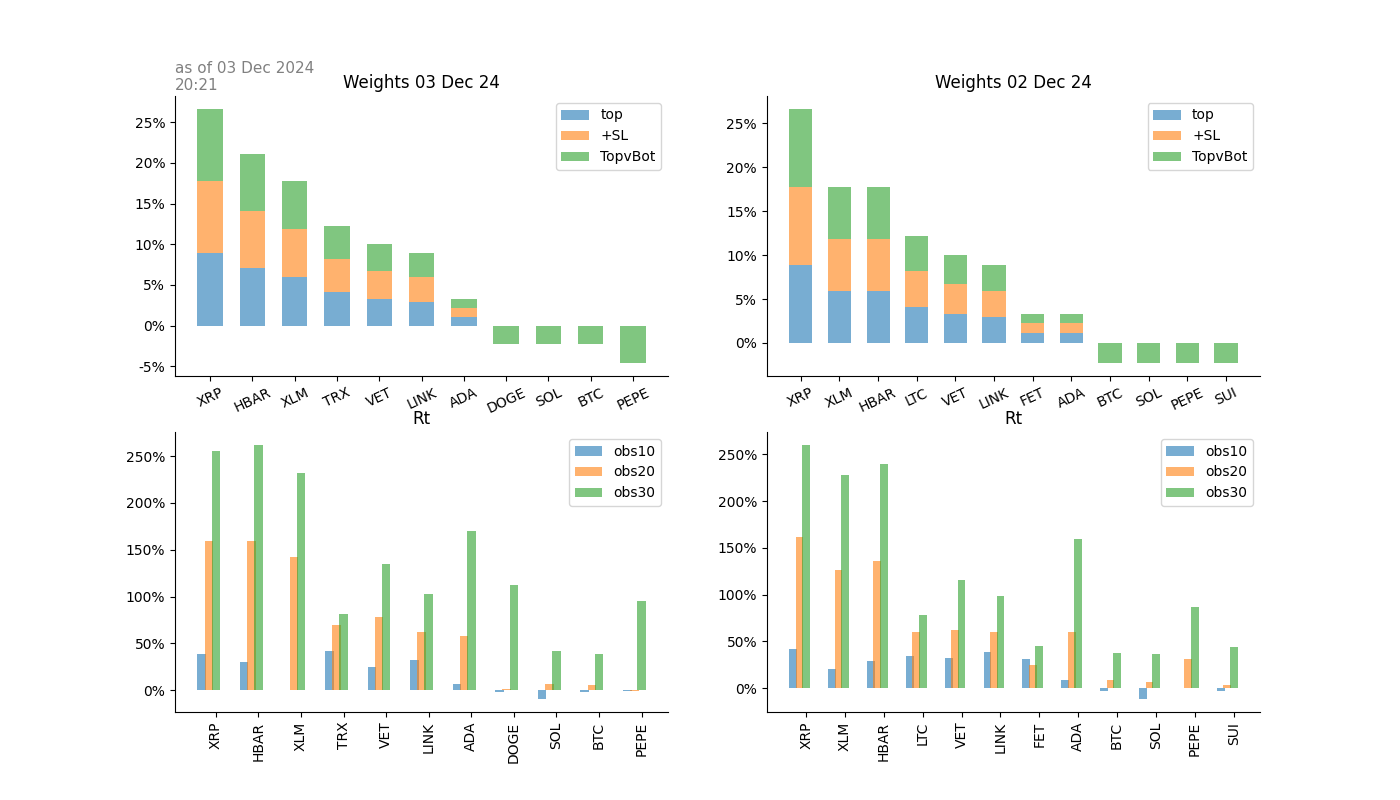 as of 03 Dec 2024
20:21
Weights 03 Dec 24
top
+SL
TopvBot
25%
20%
15%
10%
5%
0%
-5%
XRP HBAR XLM TRX VET LINK ADA DOGE SOL BTC PEPE
Weights 02 Dec 24
top
+SL
TopvBot
25%
20%
15%
10%
5%
0%
XRP XLM HBAR LTC VET LINK FET ADA BTC SOL PEPE SUI
Rt
obs10
obs20
obs30
250%
200%
150%
100%
50%
0%
XRP HBAR XLM TRX VET LINK ADA DOGE SOL BTC PEPE
Rt
obs10
obs20
obs30
250%
200%
150%
100%
50%
0%
XRP XLM HBAR LTC VET LINK FET ADA BTC SOL PEPE SUI